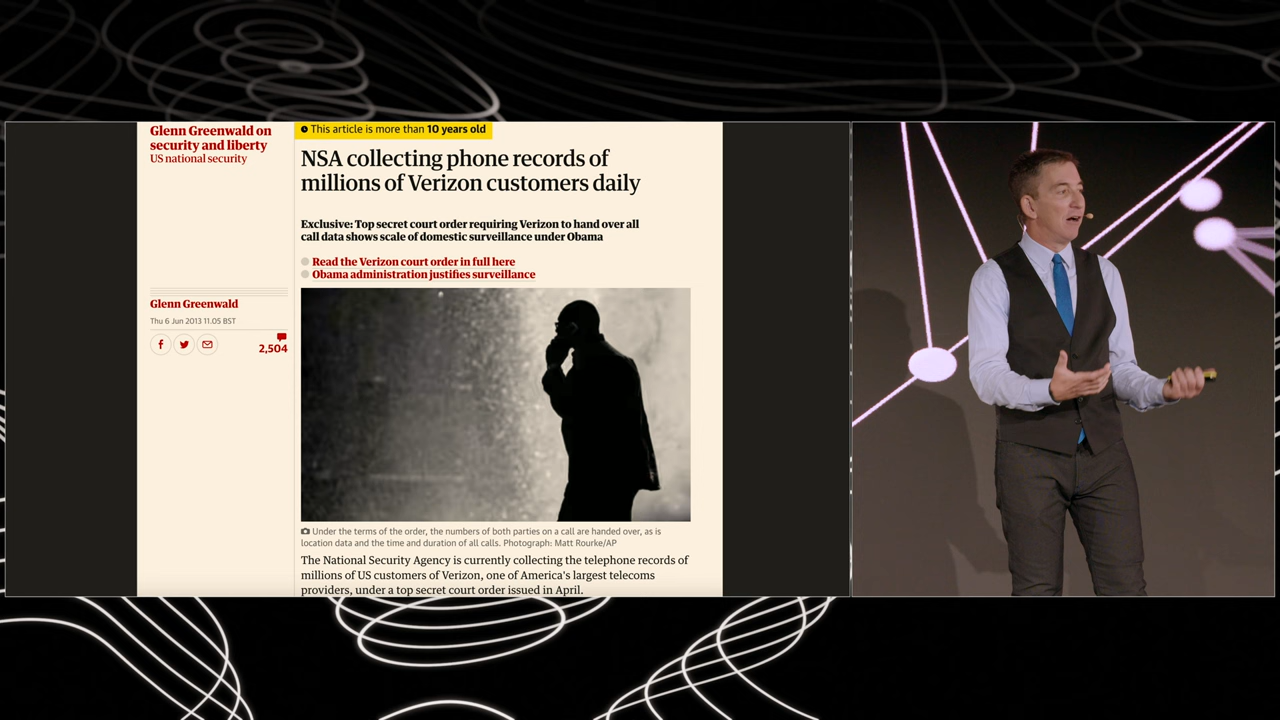 Glenn Greenwald on
security and liberty
US national security
This article is more than 10 years old
NSA collecting phone records of
millions of Verizon customers daily
Exclusive: Top secret court order requiring Verizon to hand over all
call data shows scale of domestic surveillance under Obama
Read the Verizon court order in full here
Obama administration justifies surveillance
Glenn Greenwald
Thu 6 Jun 2013 11.05 BST
2,504
Under the terms of the order, the numbers of both parties on a call are handed over, as is
location data and the time and duration of all calls. Photograph: Matt Rourke/AP
The National Security Agency is currently collecting the telephone records of
millions of US customers of Verizon, one of America's largest telecoms
providers, under a top secret court order issued in April.